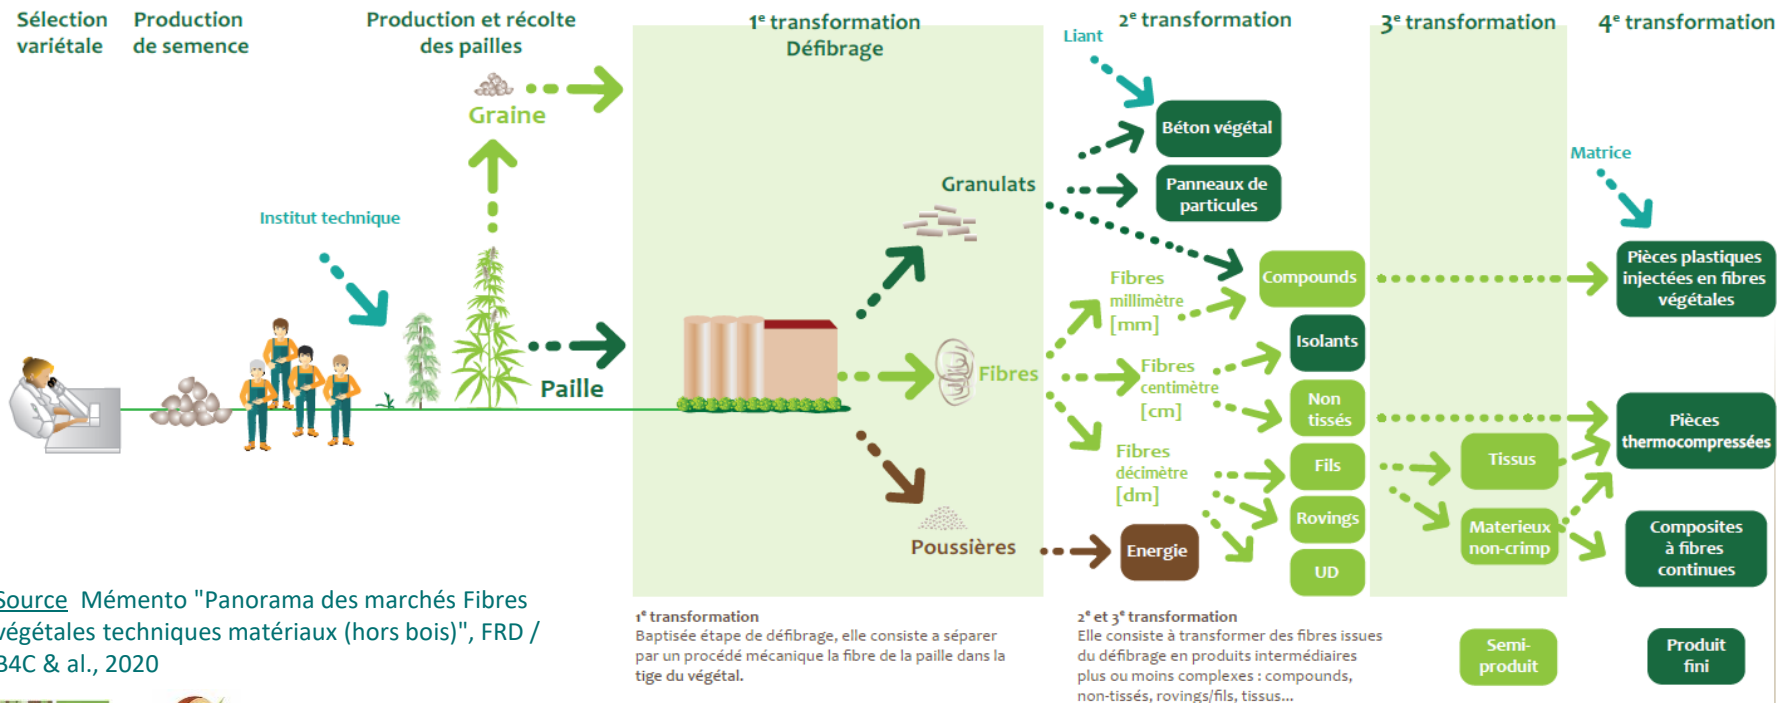 Sélection
variétale
Production
de semence
Production et récolte
des pailles
1e transformation
Défibrage
2e transformation
3e transformation
4e transformation
Liant
Graine
Béton végétal
Matrice
Granulats
Panneaux de
particules
Institut technique
Pièces plastiques
injectées en fibres
végétales
Compounds
Fibres
millimètre
[mm]
Isolants
Paille
Fibres
Fibres
centimètre
[cm]
Non
tissés
Pièces
thermocompressées
Fibres
décimètre
[dm]
Fils
Tissus
Rovings
Materieux
non-crimp
Composites
à fibres
continues
Poussières
Energie
UD
Source Mémento "Panorama des marchés Fibres
végétales techniques matériaux (hors bois)", FRD /
B4C & al., 2020
1e transformation
Baptisée étape de défibrage, elle consiste a séparer
par un procédé mécanique la fibre de la paille dans la
tige du végétal.
2e et 3e transformation
Elle consiste à transformer des fibres issues
du défibrage en produits intermédiaires
plus ou moins complexes : compounds,
non-tissés, rovings/fils, tissus...
Semi-
produit
Produit
fini